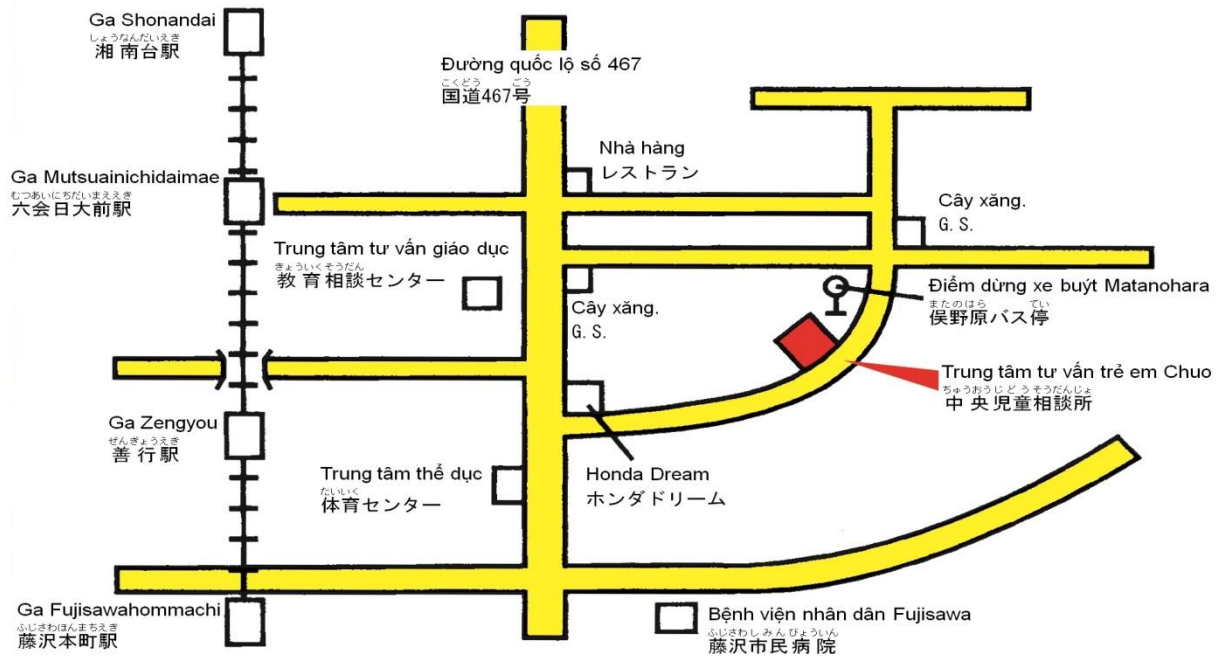 Ga Shonandai
しょうなんだいえき
湘南台駅
Đường quốc lộ số 467
こくどう ごう
国道467号
Nhà hàng
レストラン
Ga Mutsuainichidaimae
むつあいにちだいまええき
六会日大前駅
Cây xăng.
G. S.
Trung tâm tư vấn giáo dục
きょういくそうだん
教育相談センター
Cây xăng.
G. S.
Điểm dừng xe buýt Matanohara
またのはら てい
俣野原バス停
Trung tâm tư vấn trẻ em Chuo
ちゅうおうじどうそうだんじょ
中央児童相談所
Ga Zengyou
ぜんぎょうえき
善行駅
Trung tâm thể dục
たいいく
体育センター
Honda Dream
ホンダドリーム
Ga Fujisawahommachi
ふじさわほんまちえき
藤沢本町駅
Bệnh viện nhân dân Fujisawa
ふじさわしみんびょういん
藤沢市民病院